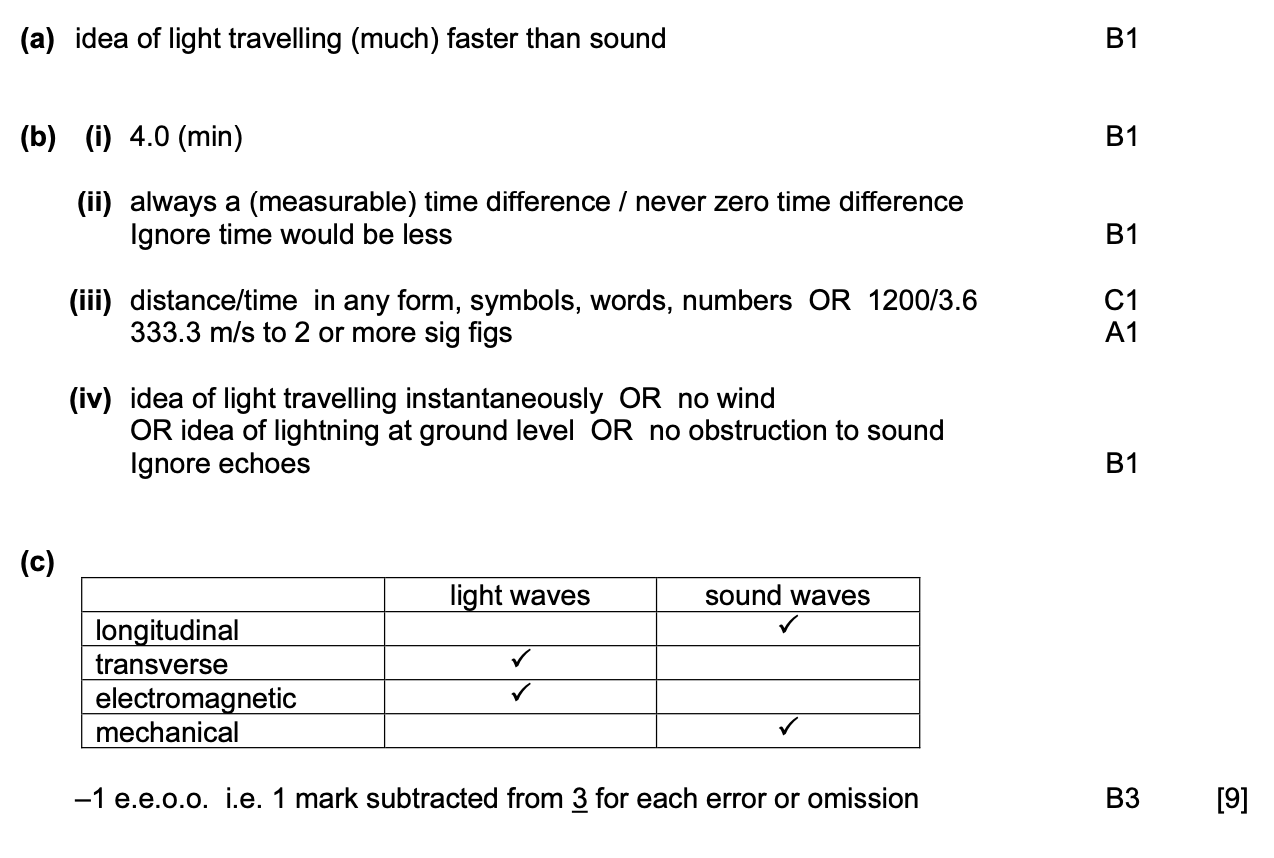 (a) idea of light travelling (much) faster than sound B1
(b) (i) 4.0 (min) B1
(ii) always a (measurable) time difference / never zero time difference
Ignore time would be less B1
(iii) distance/time in any form, symbols, words, numbers OR 1200/3.6 C1
333.3 m/s to 2 or more sig figs A1
(iv) idea of light travelling instantaneously OR no wind
OR idea of lightning at ground level OR no obstruction to sound
Ignore echoes B1
(c)
light waves sound waves
longitudinal ✓
transverse ✓
electromagnetic ✓
mechanical ✓
–1 e.e.o.o. i.e. 1 mark subtracted from 3 for each error or omission B3 [9]